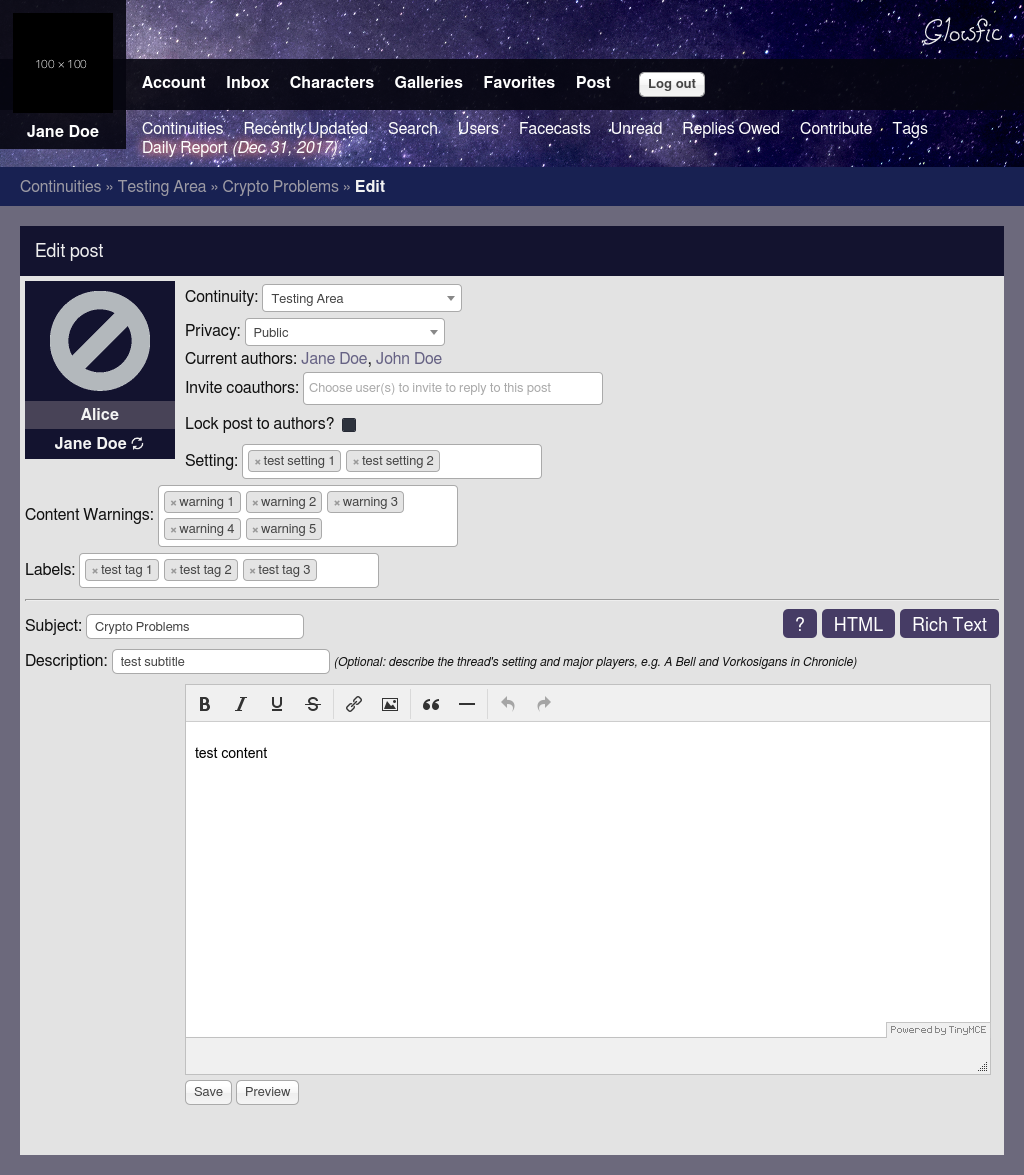 100 × 100
Glowfic
Account Inbox Characters Galleries Favorites Post Log out
Jane Doe
Continuities Recently Updated Search Users Facecasts Unread Replies Owed Contribute Tags
Daily Report (Dec 31, 2017)
Continuities » Testing Area » Crypto Problems » Edit
Edit post
Continuity: Testing Area
Privacy: Public
Current authors: Jane Doe, John Doe
Invite coauthors: Choose user(s) to invite to reply to this post
Alice
Lock post to authors?
Jane Doe
Setting: × test setting 1 × test setting 2
Content Warnings: × warning 1 × warning 2 × warning 3
× warning 4 × warning 5
Labels: × test tag 1 × test tag 2 × test tag 3
Subject: Crypto Problems ? HTML Rich Text
Description: test subtitle (Optional: describe the thread's setting and major players, e.g. A Bell and Vorkosigans in Chronicle)
B I U S
test content
Powered by TinyMCE
Save Preview